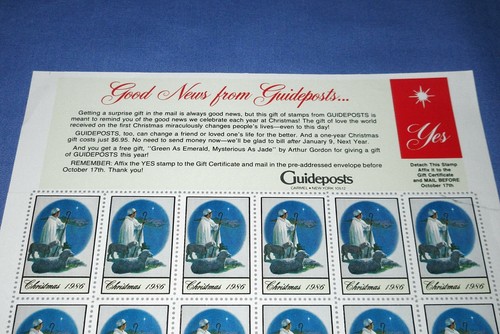 Good News from Guideposts...
Getting a surprise gift in the mail is always good news, but this gift of stamps from GUIDEPOSTS is
meant to remind you of the good news we celebrate each year at Christmas! The gift of love the world
received on the first Christmas miraculously changes people's lives—even to this day!
GUIDEPOSTS, too, can change a friend or loved one's life for the better. And a one-year Christmas
gift costs just $6.95. No need to send money now—we'll be glad to bill after January 9, Next Year.
And you get a free gift, "Green As Emerald, Mysterious As Jade" by Arthur Gordon for giving a gift
of GUIDEPOSTS this year!
REMEMBER: Affix the YES stamp to the Gift Certificate and mail in the pre-addressed envelope before
October 17th. Thank you!
Guideposts
CARMEL • NEW YORK 10512
Yes
Detach This Stamp
Affix it to the
Gift Certificate
and MAIL BEFORE
October 17th
Christmas 1986
Christmas 1986
Christmas 1986
Christmas 1986
Christmas 1986
Christmas 1986